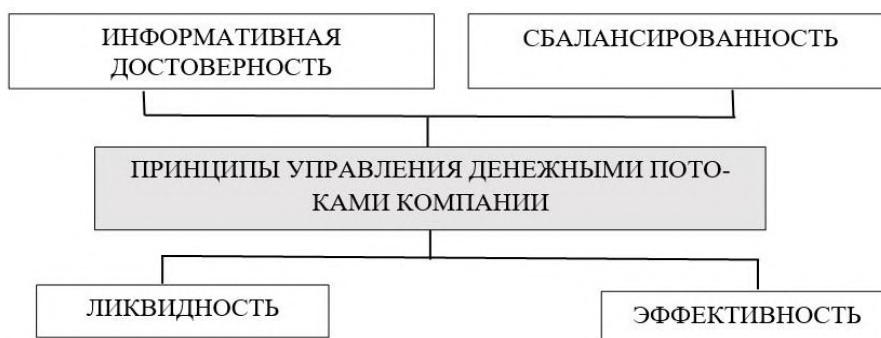 ИНФОРМАТИВНАЯ
ДОСТОВЕРНОСТЬ
СБАЛАНСИРОВАННОСТЬ
ПРИНЦИПЫ УПРАВЛЕНИЯ ДЕНЕЖНЫМИ ПОТО-
КАМИ КОМПАНИИ
ЛИКВИДНОСТЬ
ЭФФЕКТИВНОСТЬ